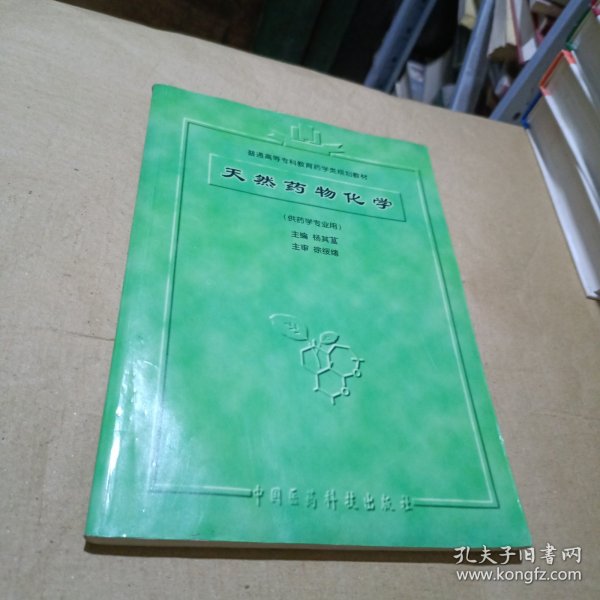 普通高等专科教育药学类规划教材
天然药物化学
（供药学专业用）
主编 杨其蒕
主审 徐绥绪
中国医药科技出版社
孔夫子旧书网
www.kongfz.com